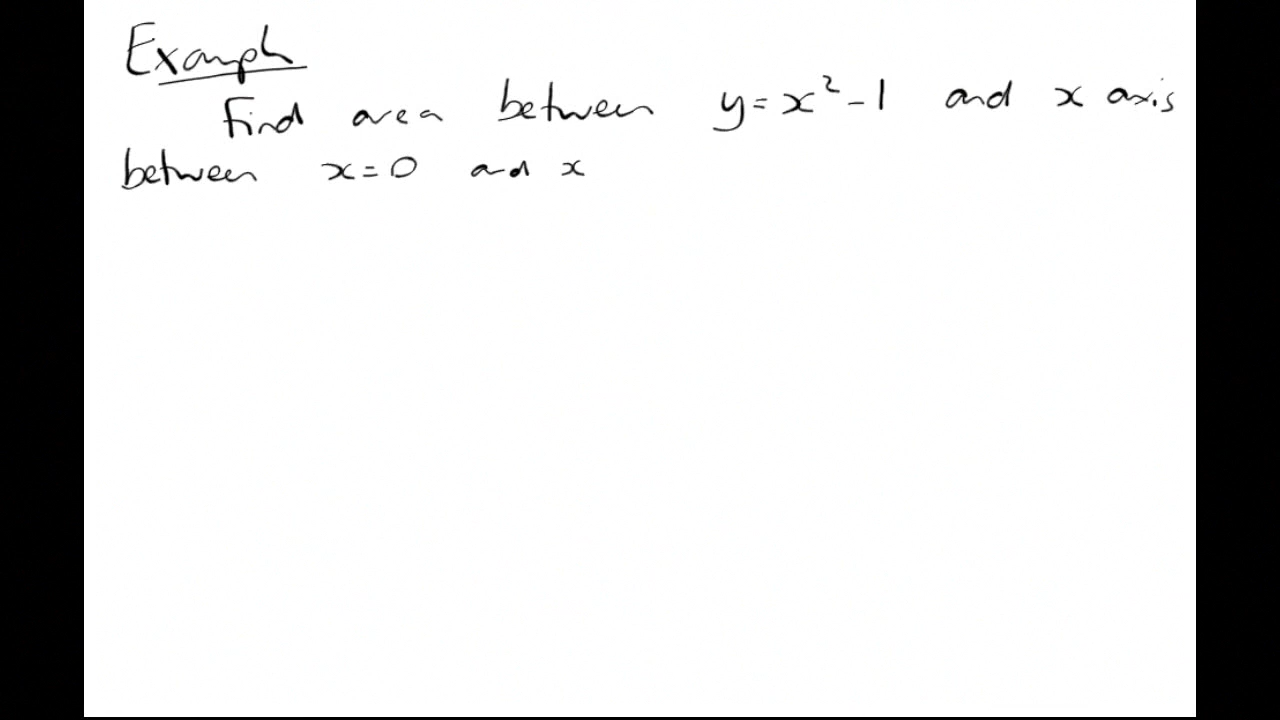 Example
Find area between y = x² - 1 and x axis
between x = 0 and x